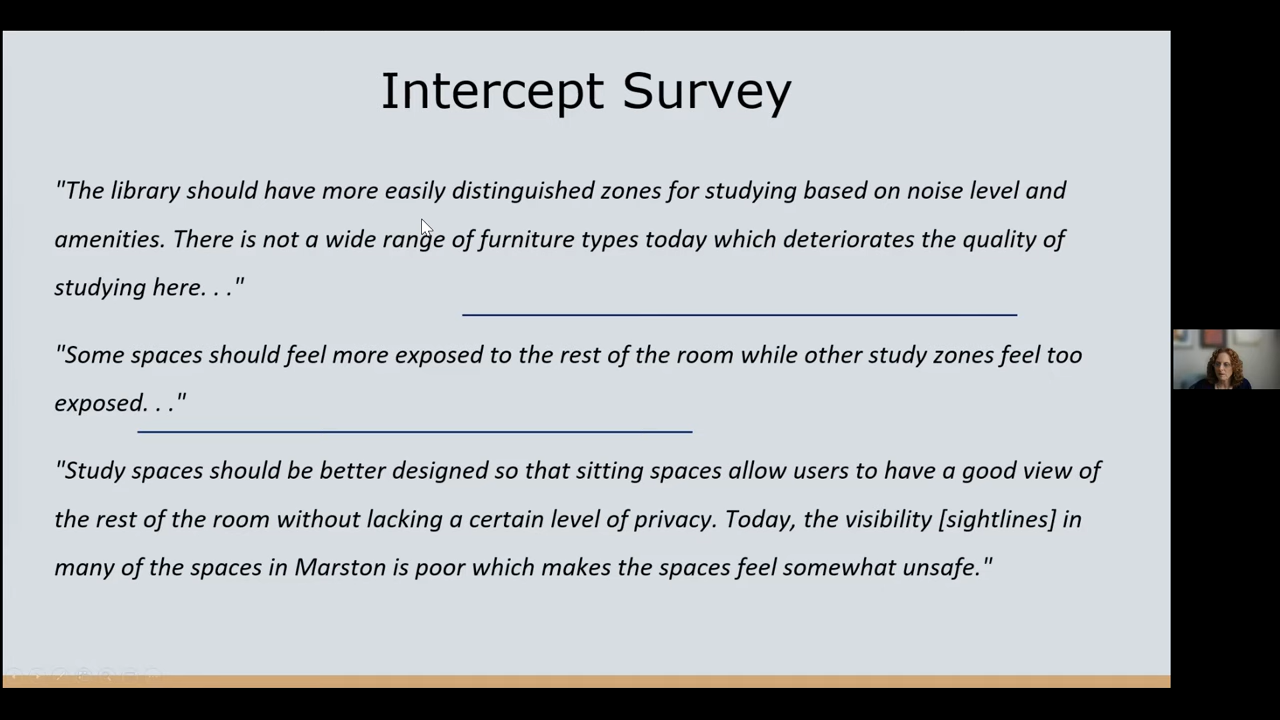 Intercept Survey
"The library should have more easily distinguished zones for studying based on noise level and
amenities. There is not a wide range of furniture types today which deteriorates the quality of
studying here. . ."
"Some spaces should feel more exposed to the rest of the room while other study zones feel too
exposed. . ."
"Study spaces should be better designed so that sitting spaces allow users to have a good view of
the rest of the room without lacking a certain level of privacy. Today, the visibility [sightlines] in
many of the spaces in Marston is poor which makes the spaces feel somewhat unsafe."